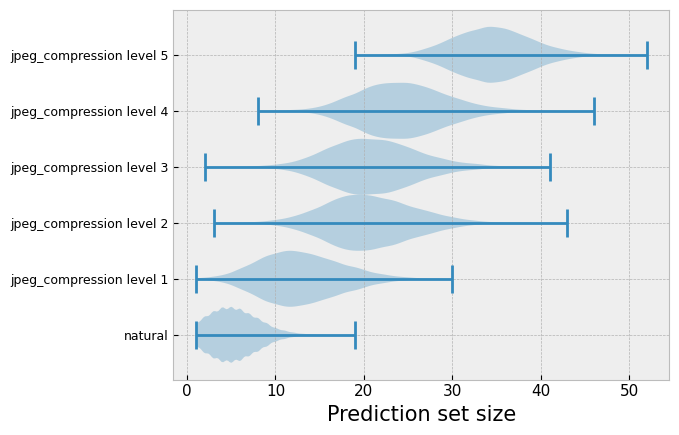 jpeg_compression level 5
jpeg_compression level 4
jpeg_compression level 3
jpeg_compression level 2
jpeg_compression level 1
natural
0 10 20 30 40 50
Prediction set size